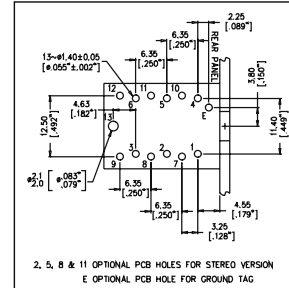 2.25
[.089"]
6.35
[.250"]
REAR PANEL
13-ø1.40±0.05
[ø.055"±.002"]
6.35
[.250"]
3.80
[.150"]
12 11 10
6 5 4
E
4.63
[.182"]
13
12.50
[.492"]
11.40
[.449"]
ø2.1
2.0
[ø.083"
.079"]
3 2 1
9 8 7
6.35
[.250"]
6.35
[.250"]
4.55
[.179"]
3.25
[.128"]
2, 5, 8 & 11 OPTIONAL PCB HOLES FOR STEREO VERSION
E OPTIONAL PCB HOLE FOR GROUND TAG